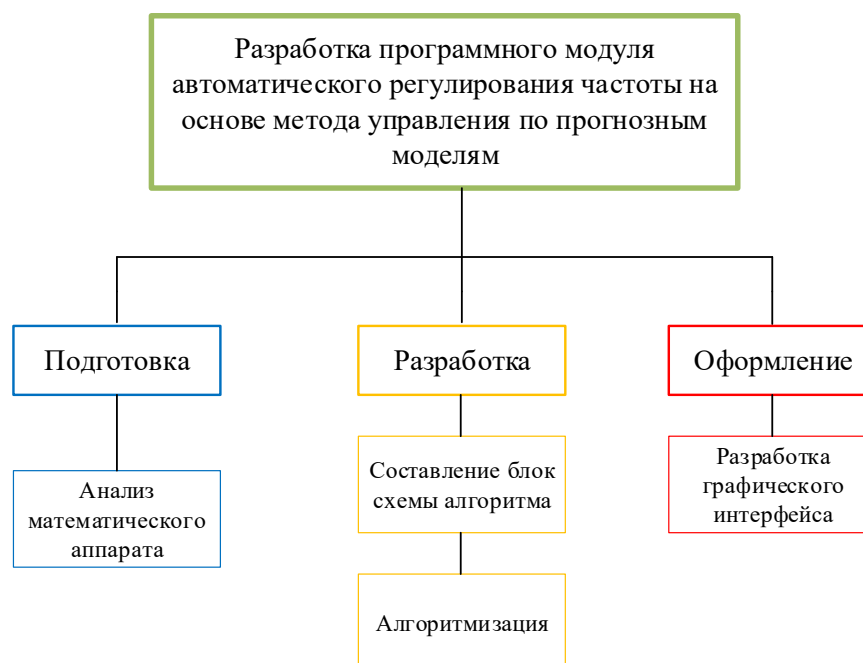 Разработка программного модуля
автоматического регулирования частоты на
основе метода управления по прогнозным
моделям
Подготовка
Разработка
Оформление
Анализ
математического
аппарата
Составление блок
схемы алгоритма
Алгоритмизация
Разработка
графического
интерфейса